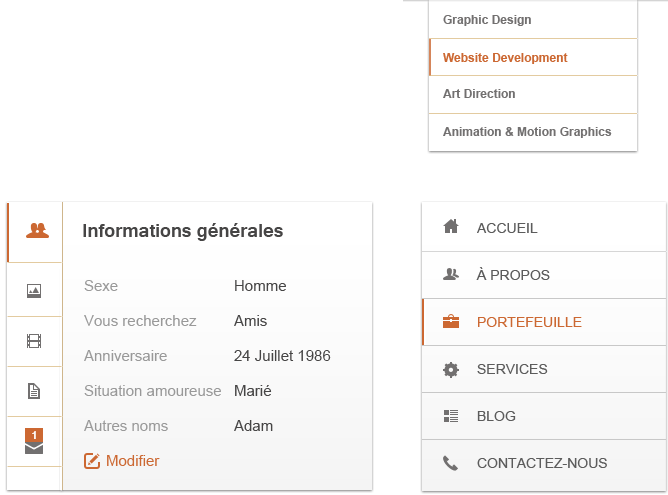 Graphic Design
Website Development
Art Direction
Animation & Motion Graphics
Informations générales
Sexe Homme
Vous recherchez Amis
Anniversaire 24 Juillet 1986
Situation amoureuse Marié
Autres noms Adam
Modifier
1
ACCUEIL
À PROPOS
PORTEFEUILLE
SERVICES
BLOG
CONTACTEZ-NOUS